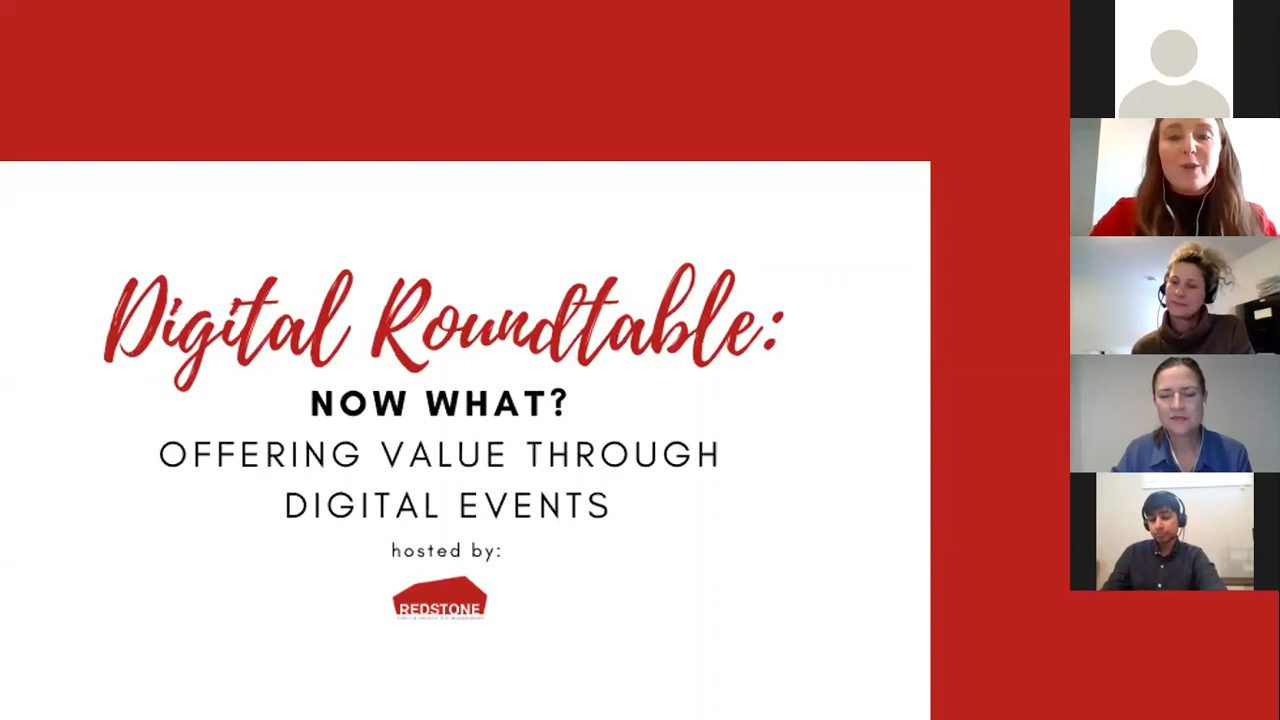 Digital Roundtable:
NOW WHAT?
OFFERING VALUE THROUGH
DIGITAL EVENTS
hosted by:
REDSTONE